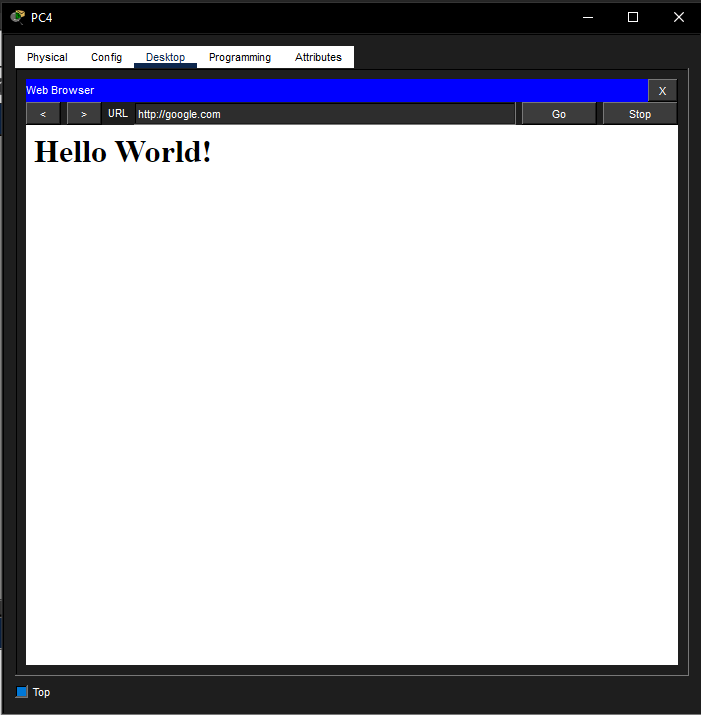 PC4
Physical Config Desktop Programming Attributes
Web Browser X
< > URL http://google.com Go Stop
Hello World!
Top